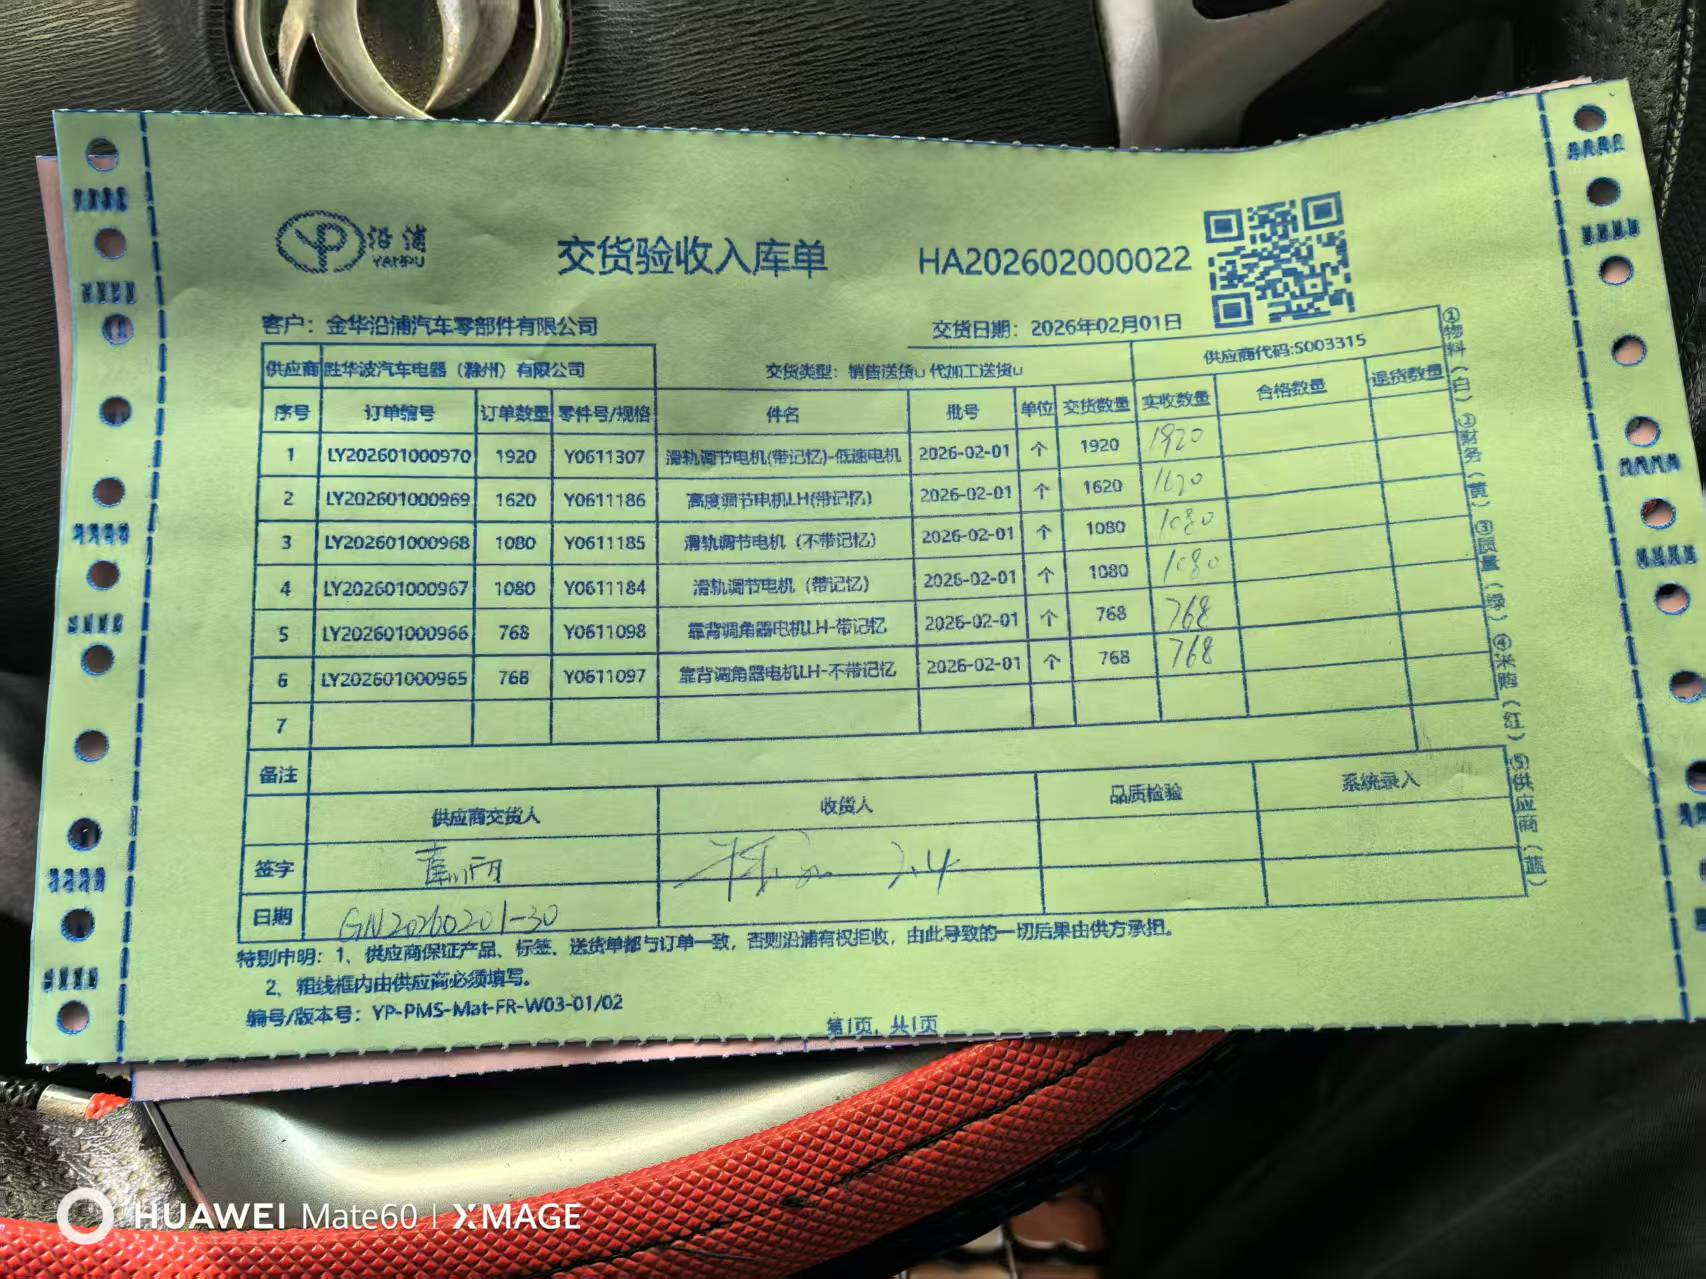 沿浦
YANPU
交货验收入库单
HA202602000022
客户：金华沿浦汽车零部件有限公司
交货日期：2026年02月01日
供应商 胜华波汽车电器（滁州）有限公司 交货类型：销售送货u 代加工送货u 供应商代码:S003315
序号 订单编号 订单数量 零件号/规格 件名 批号 单位 交货数量 实收数量 合格数量 退货数量
1 LY202601000970 1920 Y0611307 滑轨调节电机(带记忆)-低速电机 2026-02-01 个 1920 1920
2 LY202601000969 1620 Y0611186 高度调节电机LH(带记忆) 2026-02-01 个 1620 1620
3 LY202601000968 1080 Y0611185 滑轨调节电机（不带记忆） 2026-02-01 个 1080 1080
4 LY202601000967 1080 Y0611184 滑轨调节电机（带记忆） 2026-02-01 个 1080 1080
5 LY202601000966 768 Y0611098 靠背调角器电机LH-带记忆 2026-02-01 个 768 768
6 LY202601000965 768 Y0611097 靠背调角器电机LH-不带记忆 2026-02-01 个 768 768
7
备注
供应商交货人 收货人 品质检验 系统录入
签字 2.4
日期 GN20260201-30
特别申明：1、供应商保证产品、标签、送货单都与订单一致，否则沿浦有权拒收，由此导致的一切后果由供方承担。
2、粗线框内由供应商必须填写。
编号/版本号：YP-PMS-Mat-FR-W03-01/02
第1页，共1页
①物料（白）②财务（黄）③质量（绿）④采购（红）⑤供应商（蓝）
HUAWEI Mate60 | XMAGE